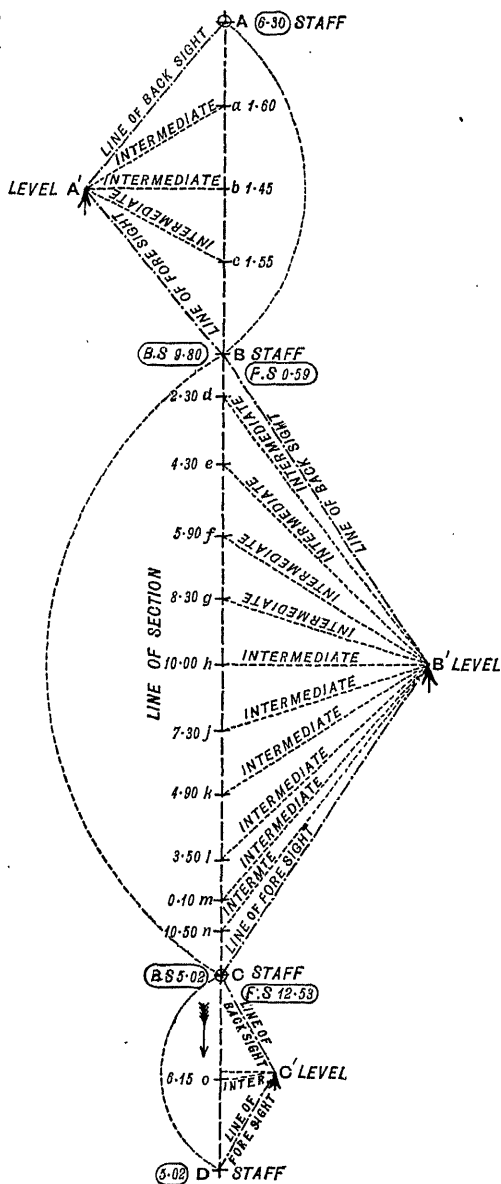 A 6·30 STAFF
LINE OF BACK SIGHT
a 1·60
INTERMEDIATE
LEVEL A'
INTERMEDIATE
b 1·45
INTERMEDIATE
c 1·55
LINE OF FORE SIGHT
B.S 9·80
B STAFF
F.S 0·59
2·30 d
INTERMEDIATE
LINE OF BACK SIGHT
4·30 e
INTERMEDIATE
5·90 f
INTERMEDIATE
8·30 g
INTERMEDIATE
LINE OF SECTION
10·00 h
INTERMEDIATE
B' LEVEL
7·30 j
INTERMEDIATE
4·90 k
INTERMEDIATE
3·50 l
INTERMEDIATE
0·10 m
INTERMEDIATE
10·50 n
INTERMTE
LINE OF FORE SIGHT
B.S 5·02
C STAFF
F.S 12·53
LINE OF
BACK SIGHT
6·15 o
INTER
C' LEVEL
LINE OF
FORE SIGHT
5·02
D STAFF